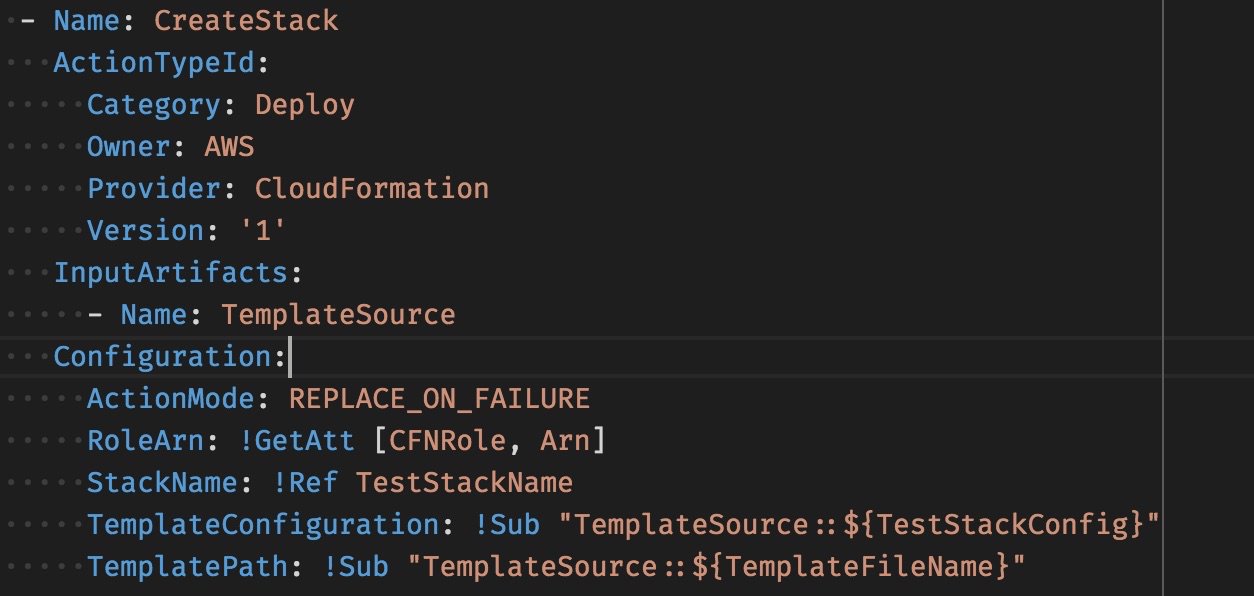 - Name: CreateStack
ActionTypeId:
Category: Deploy
Owner: AWS
Provider: CloudFormation
Version: '1'
InputArtifacts:
- Name: TemplateSource
Configuration:
ActionMode: REPLACE_ON_FAILURE
RoleArn: !GetAtt [CFNRole, Arn]
StackName: !Ref TestStackName
TemplateConfiguration: !Sub "TemplateSource::${TestStackConfig}"
TemplatePath: !Sub "TemplateSource::${TemplateFileName}"